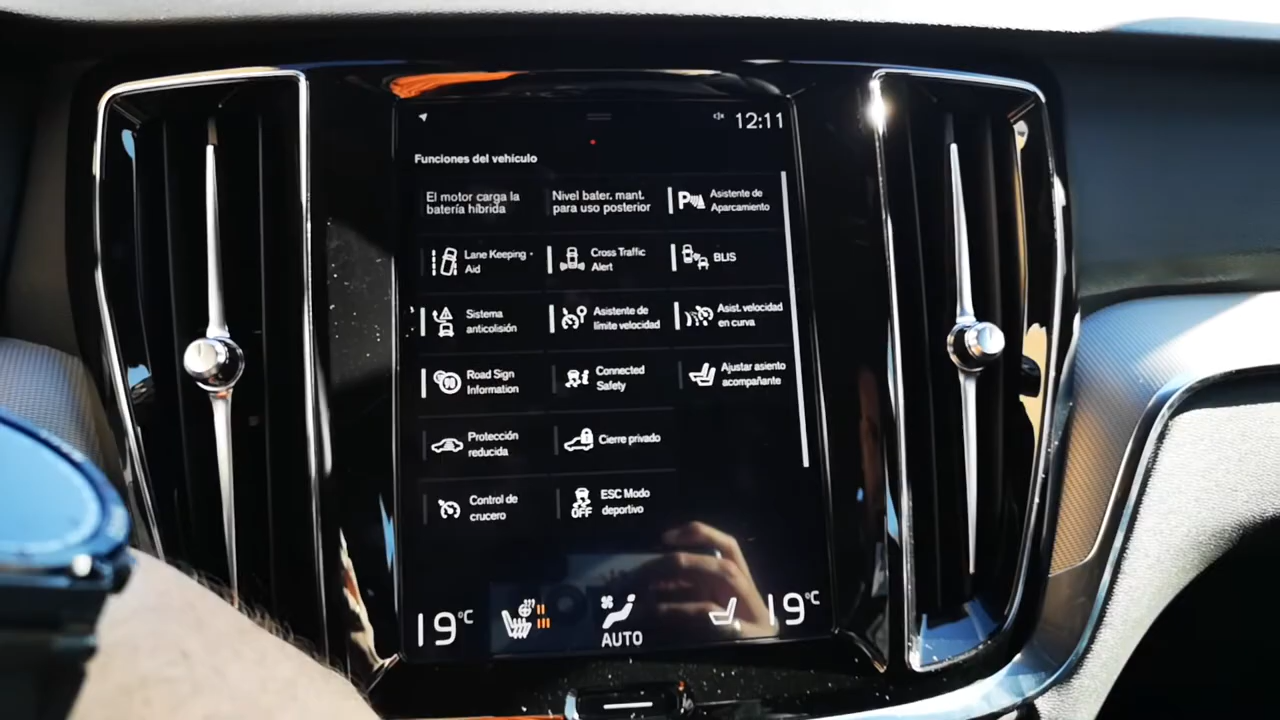 12:11
Funciones del vehículo
El motor carga la
batería híbrida
Nivel bater. mant.
para uso posterior
P
Asistente de
Aparcamiento
Lane Keeping
Aid
Cross Traffic
Alert
BLIS
Sistema
anticolisión
Asistente de
límite velocidad
Asist. velocidad
en curva
Road Sign
Information
Connected
Safety
Ajustar asiento
acompañante
Protección
reducida
Cierre privado
Control de
crucero
OFF
ESC Modo
deportivo
19°C
AUTO
19°C